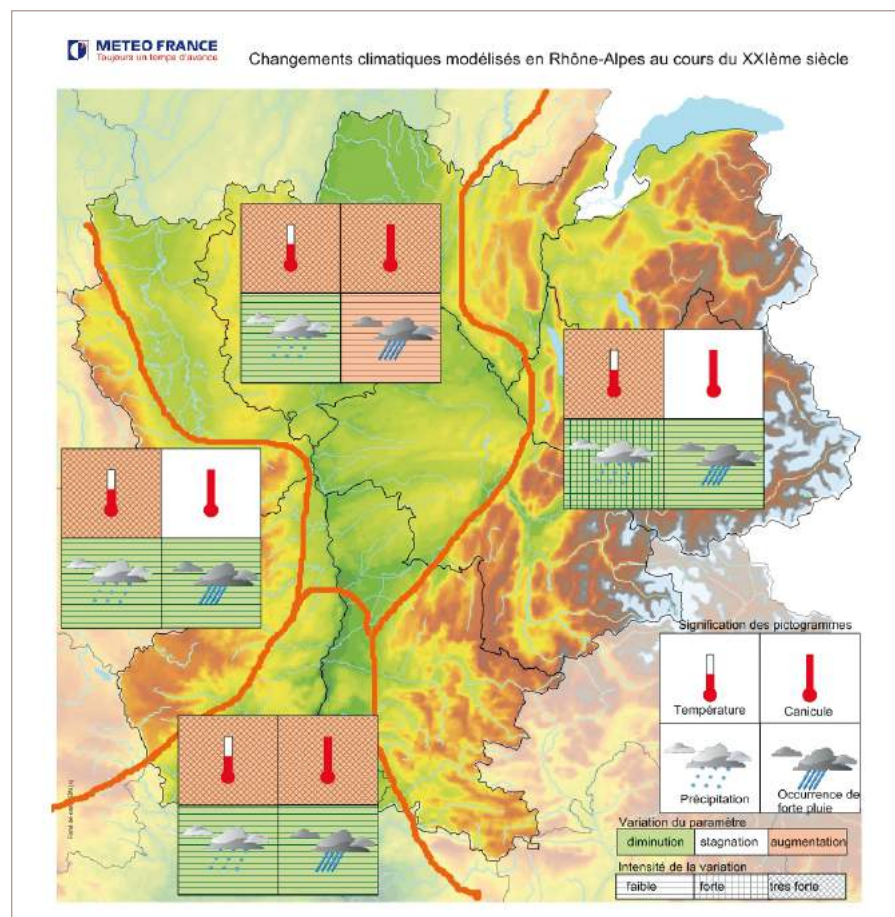 METEO FRANCE
Toujours un temps d'avance
Changements climatiques modélisés en Rhône-Alpes au cours du XXIème siècle
Signification des pictogrammes
Température
Canicule
Précipitation
Occurrence de
forte pluie
Variation du paramètre
diminution
stagnation
augmentation
Intensité de la variation
faible
forte
très forte